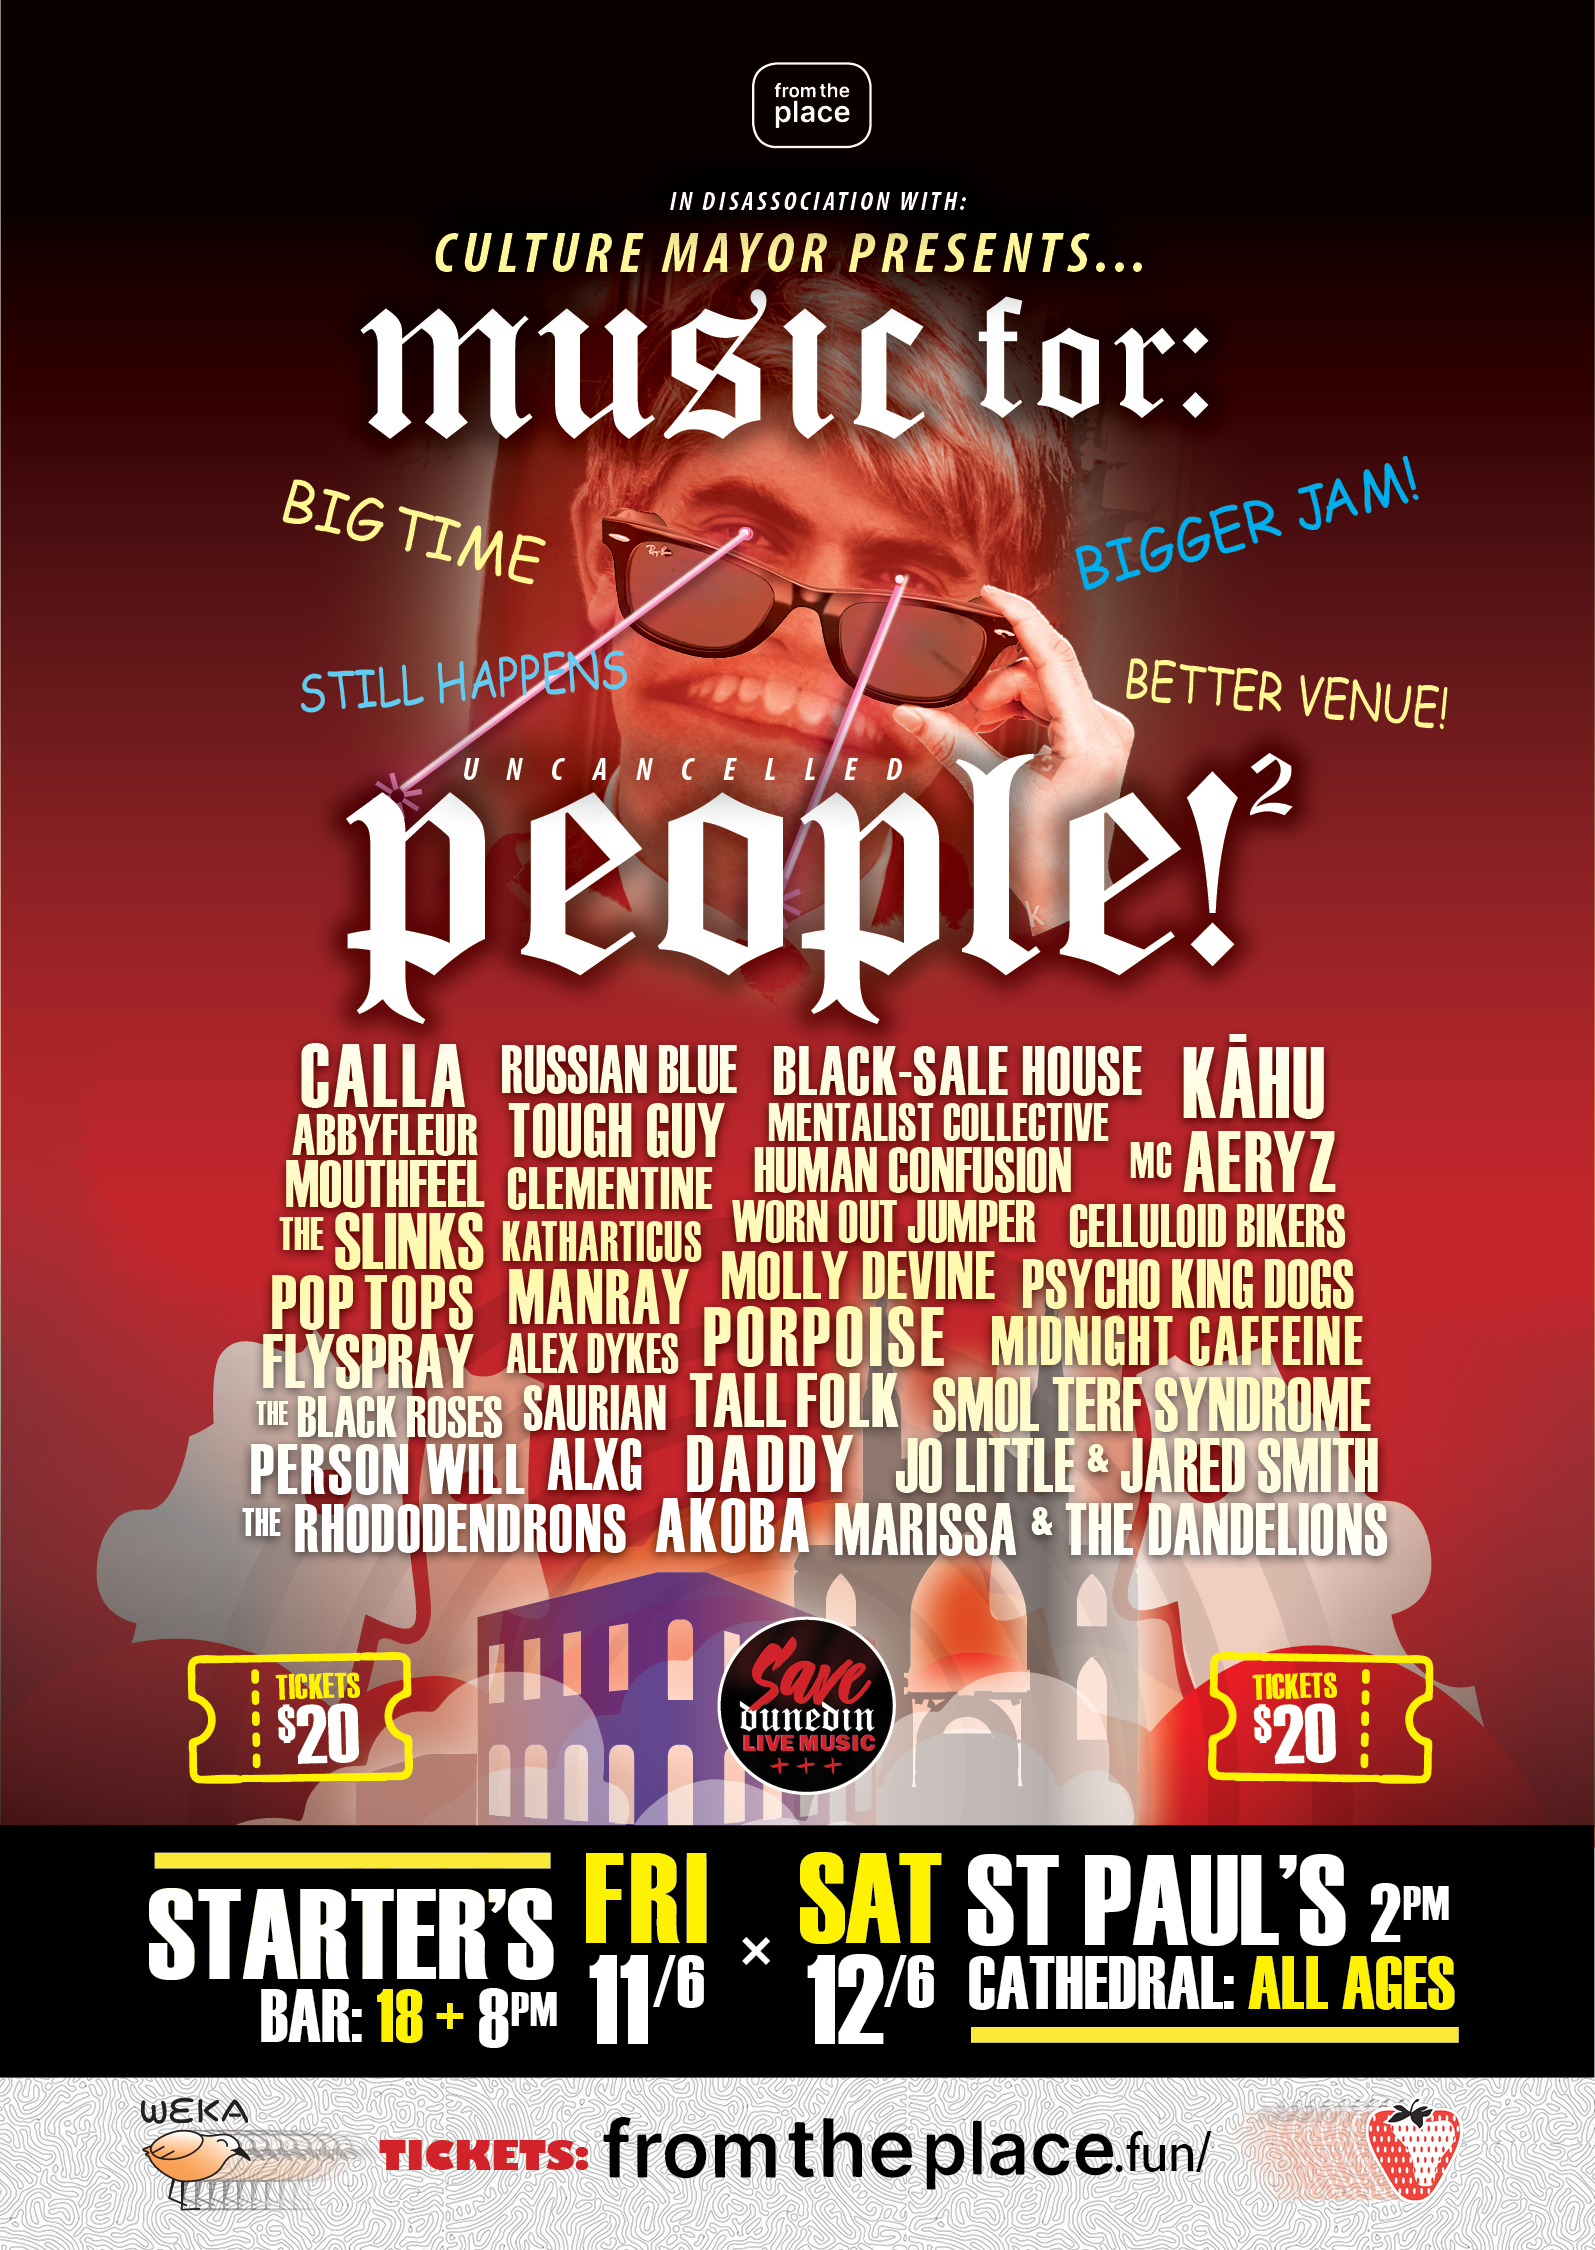 from the
place
IN DISASSOCIATION WITH:
CULTURE MAYOR PRESENTS...
music for:
BIG TIME
BIGGER JAM!
Ray-Ban
STILL HAPPENS
BETTER VENUE!
UNCANCELLED
people!²
K
CALLA RUSSIAN BLUE BLACK-SALE HOUSE KĀHU
ABBYFLEUR TOUGH GUY MENTALIST COLLECTIVE
MOUTHFEEL CLEMENTINE HUMAN CONFUSION MC AERYZ
THE SLINKS KATHARTICUS WORN OUT JUMPER CELLULOID BIKERS
POP TOPS MANRAY MOLLY DEVINE PSYCHO KING DOGS
FLYSPRAY ALEX DYKES PORPOISE MIDNIGHT CAFFEINE
THE BLACK ROSES SAURIAN TALL FOLK SMOL TERF SYNDROME
PERSON WILL ALXG DADDY JO LITTLE & JARED SMITH
THE RHODODENDRONS AKOBA MARISSA & THE DANDELIONS
TICKETS
$20
Save
Dunedin
LIVE MUSIC
+ + +
TICKETS
$20
STARTER'S
BAR: 18 + 8PM
FRI
11/6
×
SAT
12/6
ST PAUL'S 2PM
CATHEDRAL: ALL AGES
WEKA
TICKETS: fromtheplace.fun/